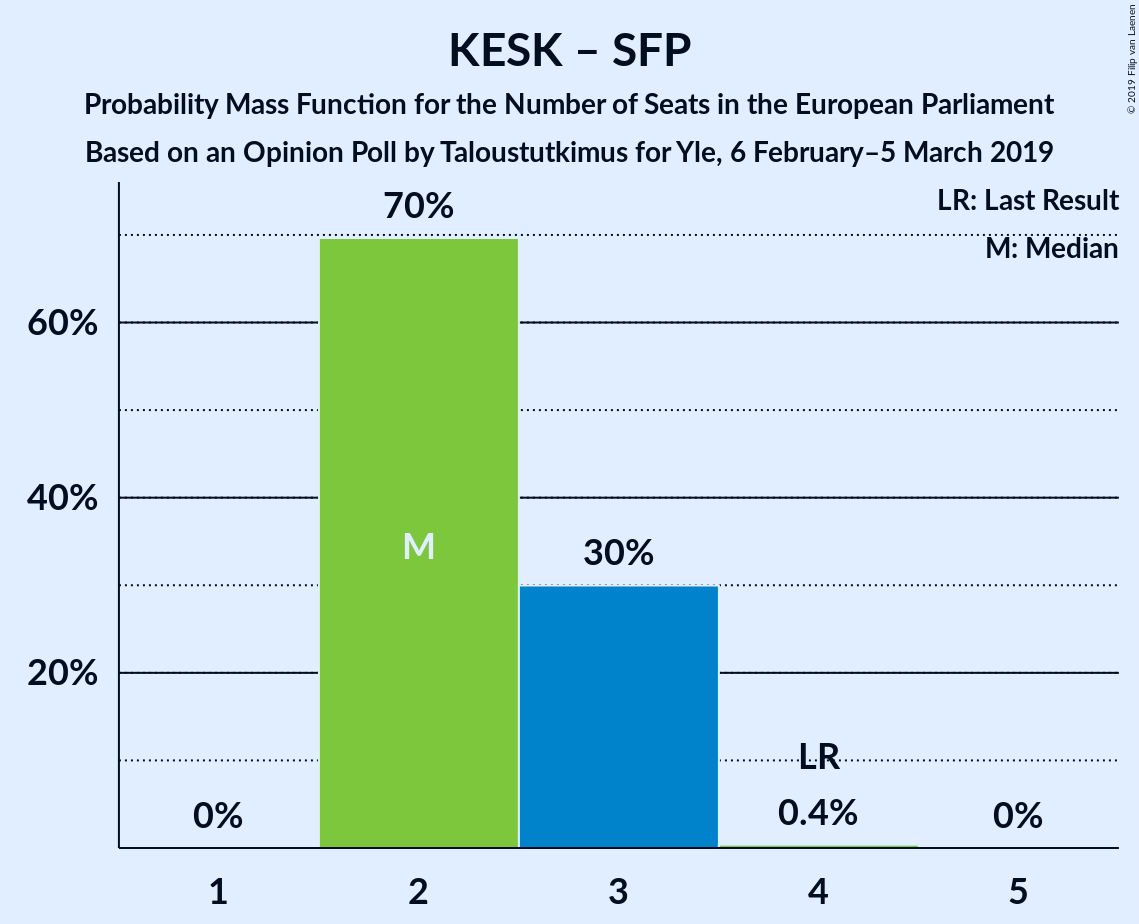 KESK – SFP
Probability Mass Function for the Number of Seats in the European Parliament
Based on an Opinion Poll by Taloustutkimus for Yle, 6 February–5 March 2019
© 2019 Filip van Laenen
LR: Last Result
M: Median
70%
60%
40%
20%
M
30%
LR
0%
0.4%
0%
1 2 3 4 5